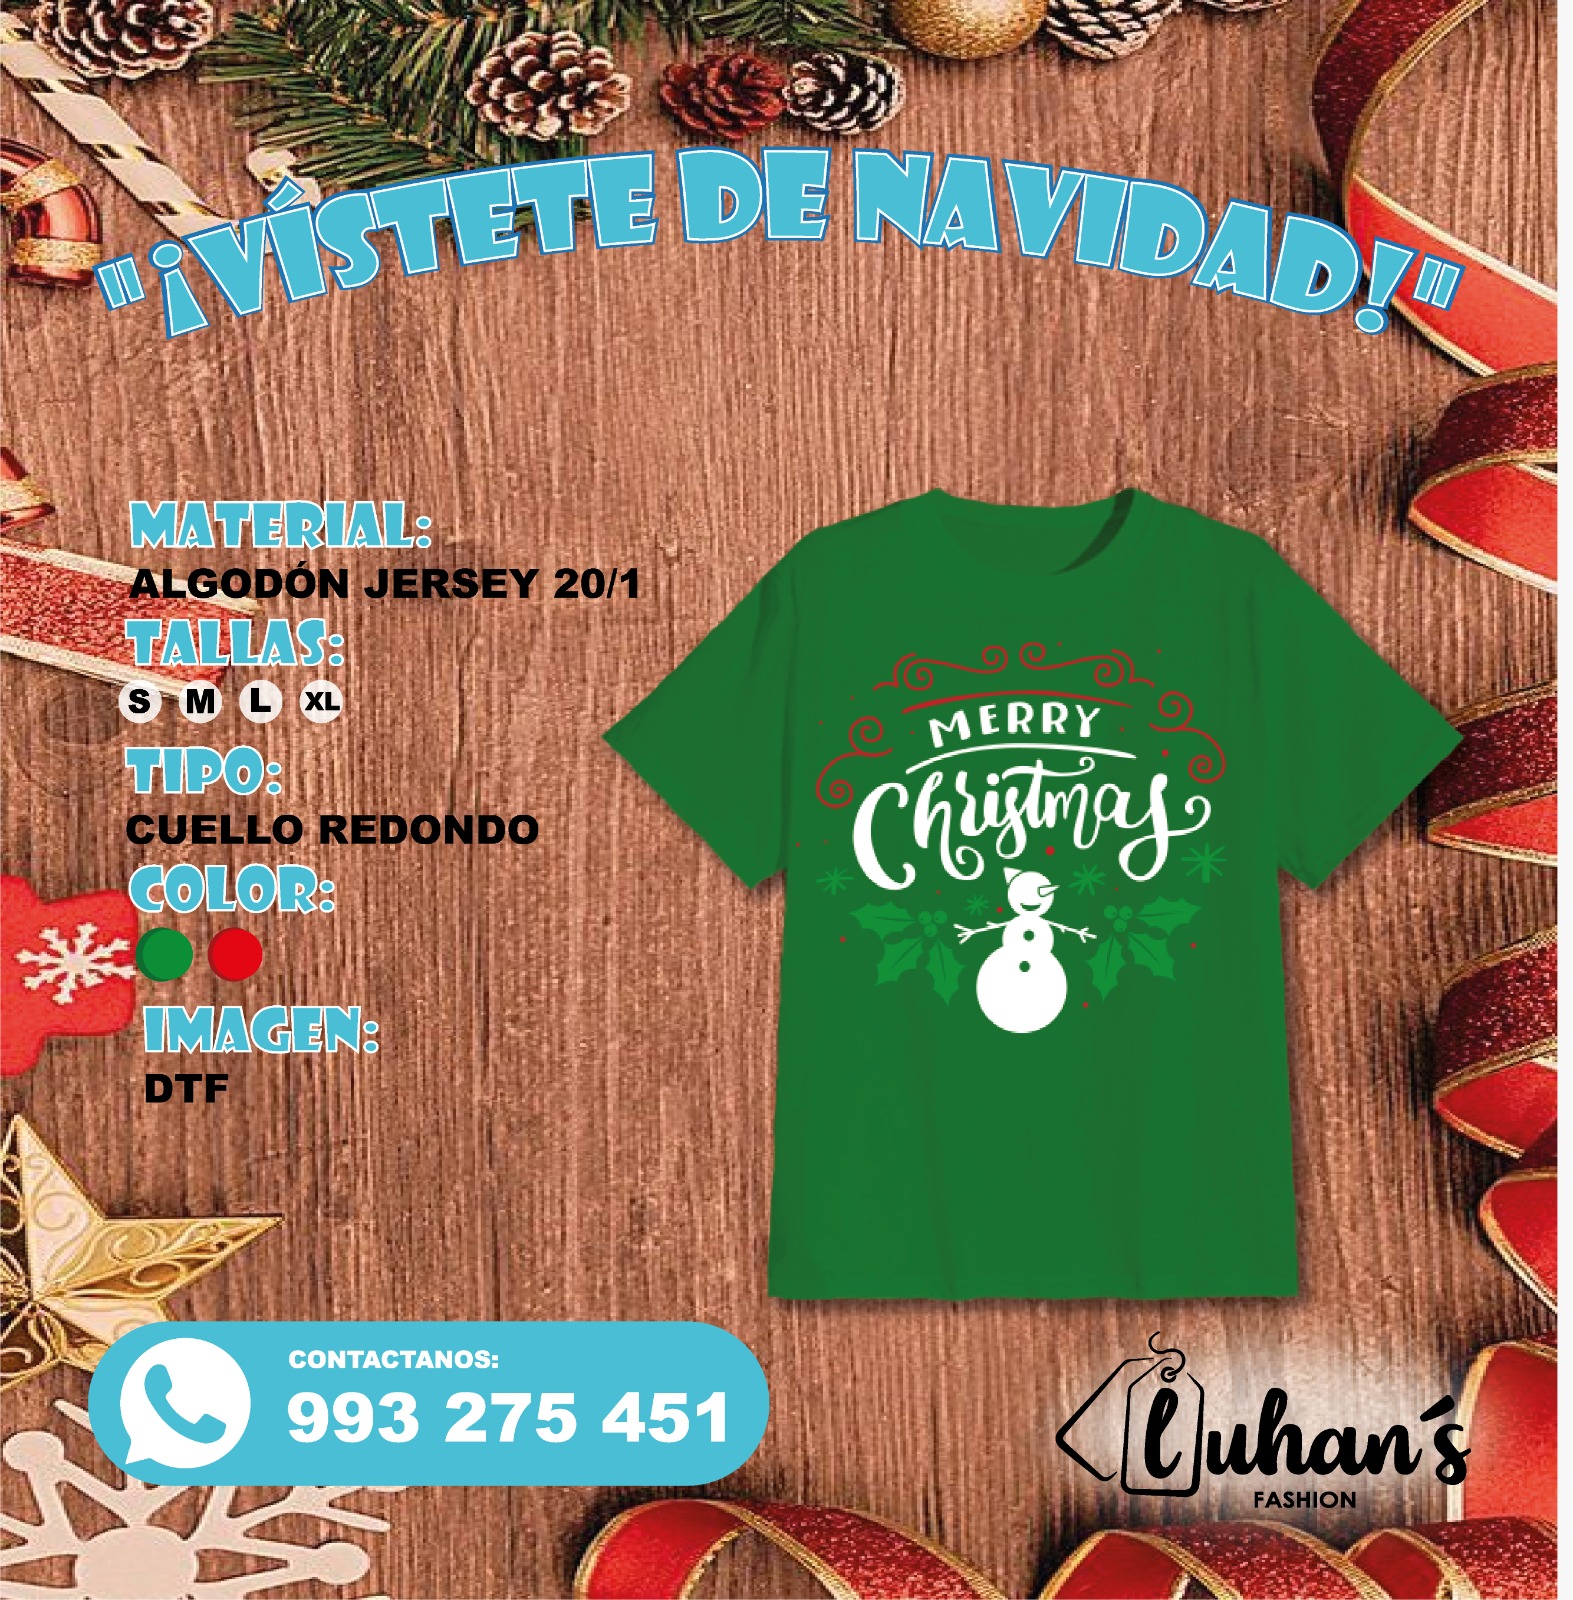 "¡VÍSTETE DE NAVIDAD!"
MATERIAL:
ALGODÓN JERSEY 20/1
TALLAS:
S M L XL
TIPO:
CUELLO REDONDO
COLOR:
IMAGEN:
DTF
MERRY
Christmas
CONTACTANOS:
993 275 451
Luhan´s
FASHION